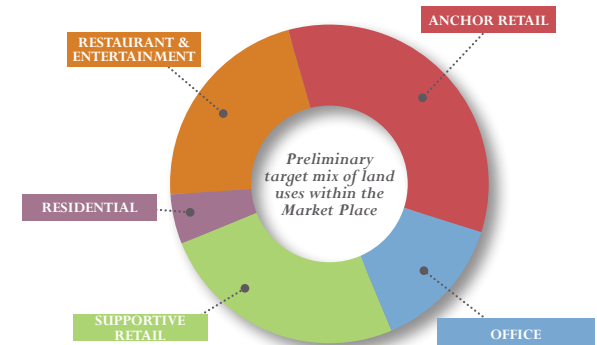 ANCHOR RETAIL
RESTAURANT &
ENTERTAINMENT
Preliminary
target mix of land
uses within the
Market Place
RESIDENTIAL
SUPPORTIVE
RETAIL
OFFICE